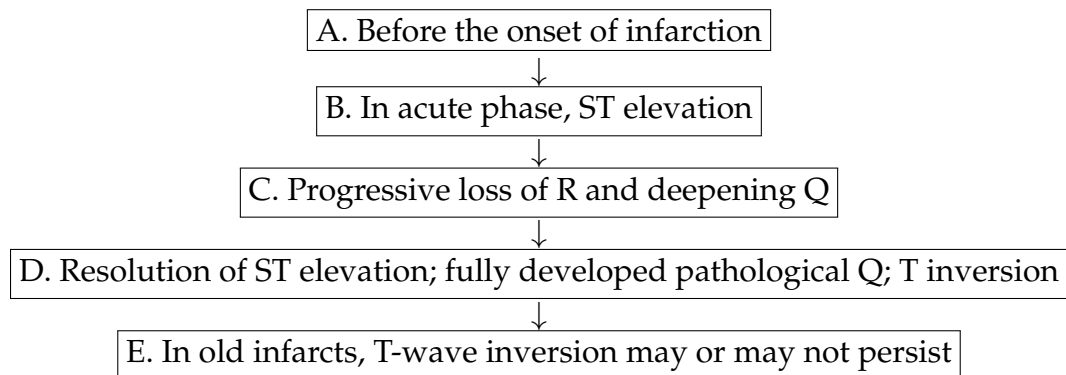 A. Before the onset of infarction
B. In acute phase, ST elevation
C. Progressive loss of R and deepening Q
D. Resolution of ST elevation; fully developed pathological Q; T inversion
E. In old infarcts, T-wave inversion may or may not persist